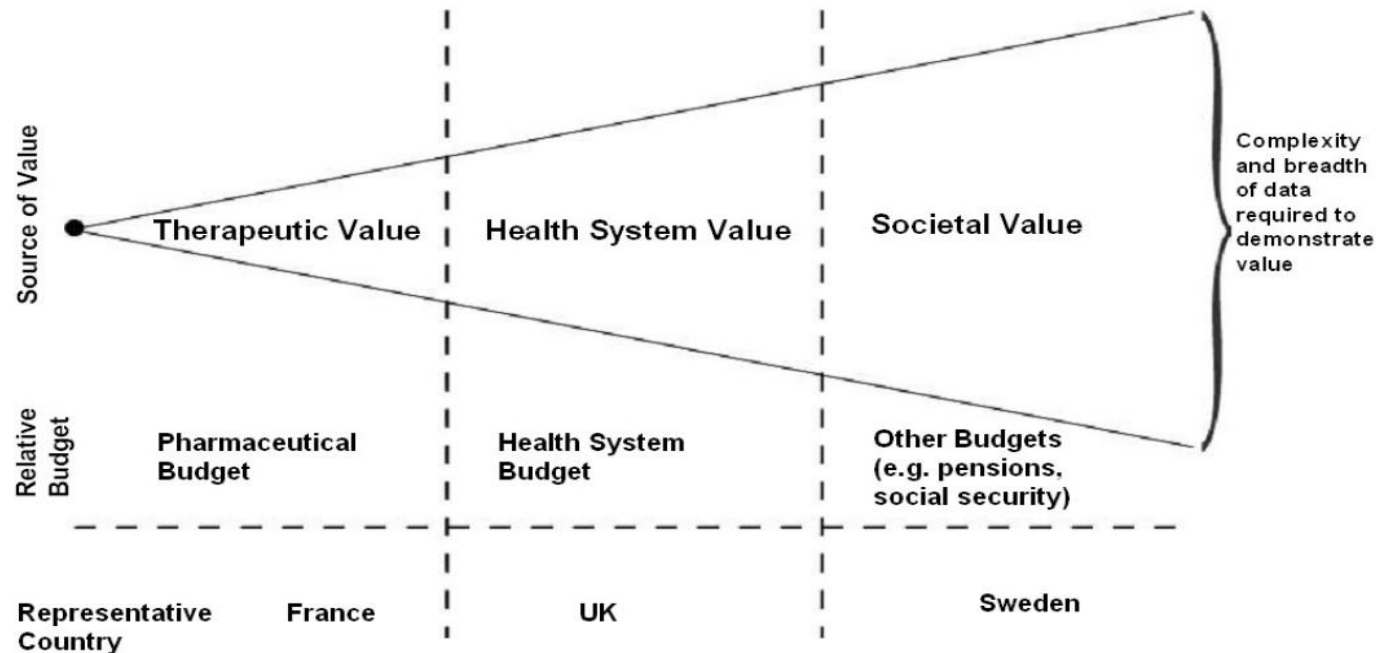 Source of Value
Therapeutic Value
Health System Value
Societal Value
Complexity
and breadth
of data
required to
demonstrate
value
Relative
Budget
Pharmaceutical
Budget
Health System
Budget
Other Budgets
(e.g. pensions,
social security)
Representative
Country
France
UK
Sweden